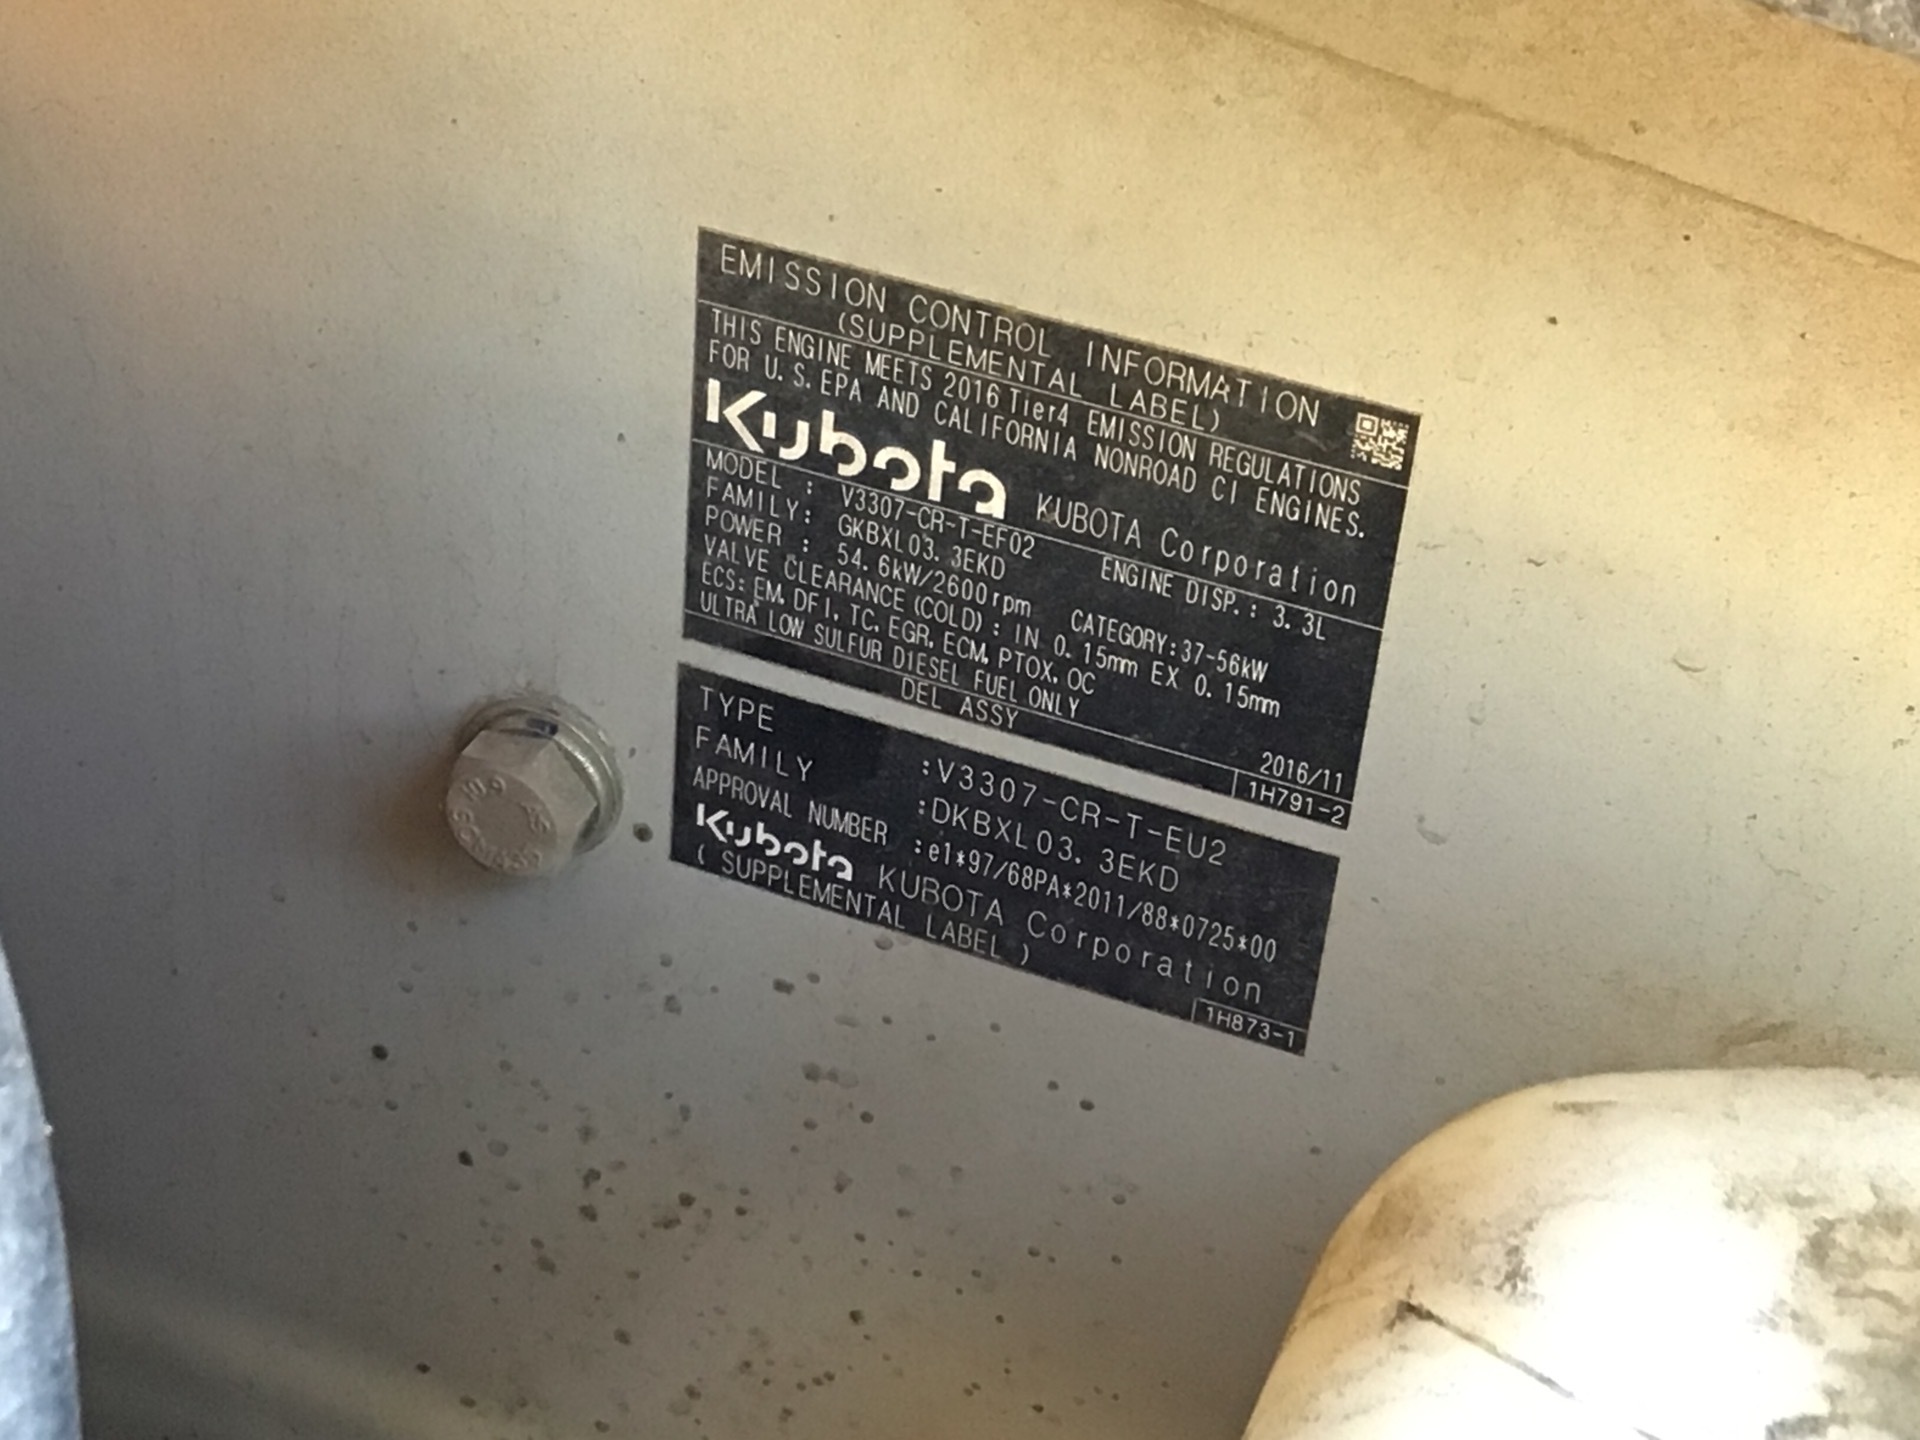 EMISSION CONTROL INFORMATION
(SUPPLEMENTAL LABEL)
THIS ENGINE MEETS 2016 Tier4 EMISSION REGULATIONS
FOR U.S.EPA AND CALIFORNIA NONROAD CI ENGINES.
Kubota KUBOTA Corporation
MODEL : V3307-CR-T-EF02 ENGINE DISP.: 3.3L
FAMILY: GKBXL03.3EKD
POWER : 54.6kW/2600rpm CATEGORY:37-56kW
VALVE CLEARANCE(COLD): IN 0.15mm EX 0.15mm
ECS: EM, DFI, TC, EGR, ECM, PTOX, OC
ULTRA LOW SULFUR DIESEL FUEL ONLY
DEL ASSY
2016/11
1H791-2
TYPE :V3307-CR-T-EU2
FAMILY :DKBXL03.3EKD
APPROVAL NUMBER :e1*97/68PA*2011/88*0725*00
Kubota KUBOTA Corporation
( SUPPLEMENTAL LABEL )
1H873-1
10.9